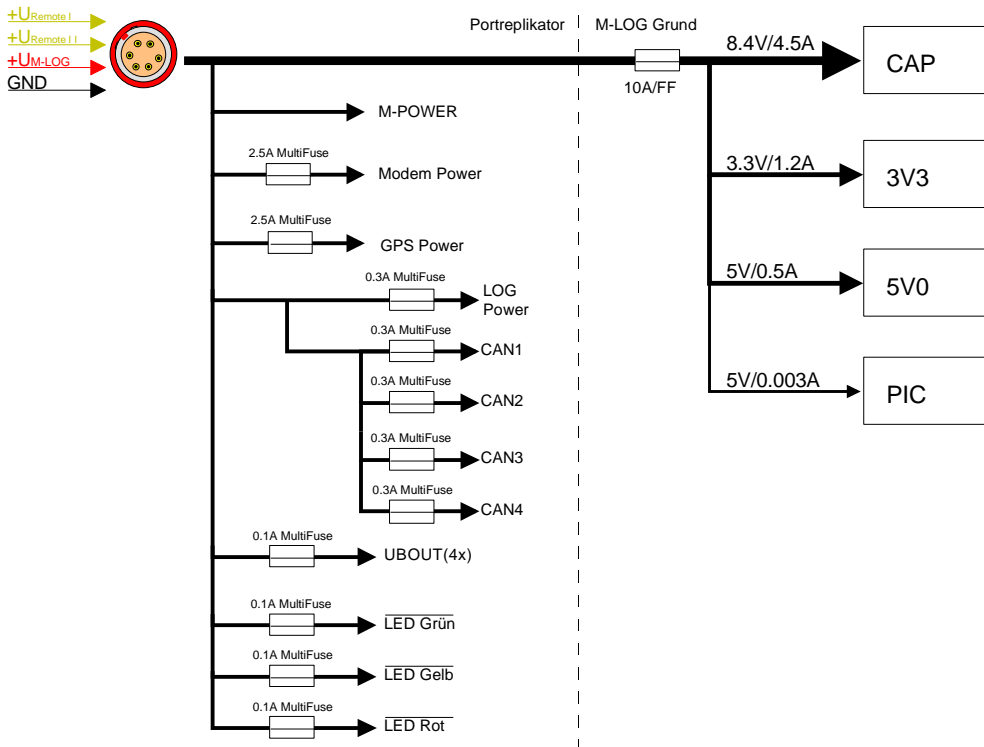 +URemote I
+URemote I I
+UM-LOG
GND
Portreplikator
M-LOG Grund
10A/FF
8.4V/4.5A
CAP
M-POWER
2.5A MultiFuse
Modem Power
3.3V/1.2A
3V3
2.5A MultiFuse
GPS Power
0.3A MultiFuse
LOG
Power
5V/0.5A
5V0
0.3A MultiFuse
CAN1
0.3A MultiFuse
CAN2
5V/0.003A
PIC
0.3A MultiFuse
CAN3
0.3A MultiFuse
CAN4
0.1A MultiFuse
UBOUT(4x)
0.1A MultiFuse
LED Grün
0.1A MultiFuse
LED Gelb
0.1A MultiFuse
LED Rot